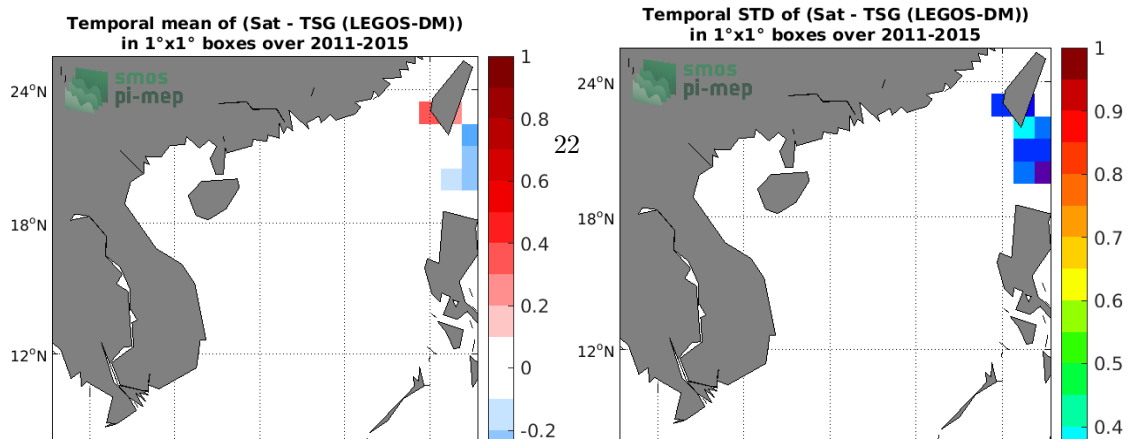 Temporal mean of (Sat - TSG (LEGOS-DM))
in 1°x1° boxes over 2011-2015
smos
pi-mep
24°N
18°N
12°N
1
0.8
0.6
0.4
0.2
0
-0.2
22
Temporal STD of (Sat - TSG (LEGOS-DM))
in 1°x1° boxes over 2011-2015
smos
pi-mep
24°N
18°N
12°N
1
0.9
0.8
0.7
0.6
0.5
0.4